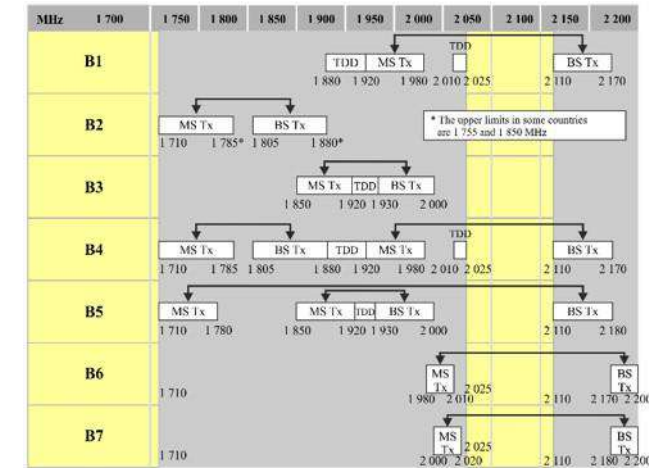 MHz 1 700 1 750 1 800 1 850 1 900 1 950 2 000 2 050 2 100 2 150 2 200
TDD
B1 TDD MS Tx BS Tx
1 880 1 920 1 980 2 010 2 025 2 110 2 170
B2 MS Tx BS Tx
1 710 1 785* 1 805 1 880*
* The upper limits in some countries
are 1 755 and 1 850 MHz
B3 MS Tx TDD BS Tx
1 850 1 920 1 930 2 000
TDD
B4 MS Tx BS Tx TDD MS Tx BS Tx
1 710 1 785 1 805 1 880 1 920 1 980 2 010 2 025 2 110 2 170
B5 MS Tx MS Tx TDD BS Tx BS Tx
1 710 1 780 1 850 1 920 1 930 2 000 2 110 2 180
B6 MS Tx BS Tx
1 710 1 980 2 010 2 025 2 110 2 170 2 200
B7 MS Tx BS Tx
1 710 2 000 2 020 2 025 2 110 2 180 2 200